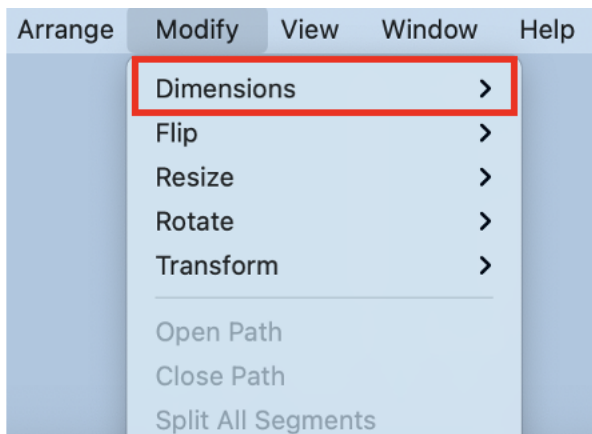 Arrange Modify View Window Help
Dimensions
Flip
Resize
Rotate
Transform
Open Path
Close Path
Split All Segments